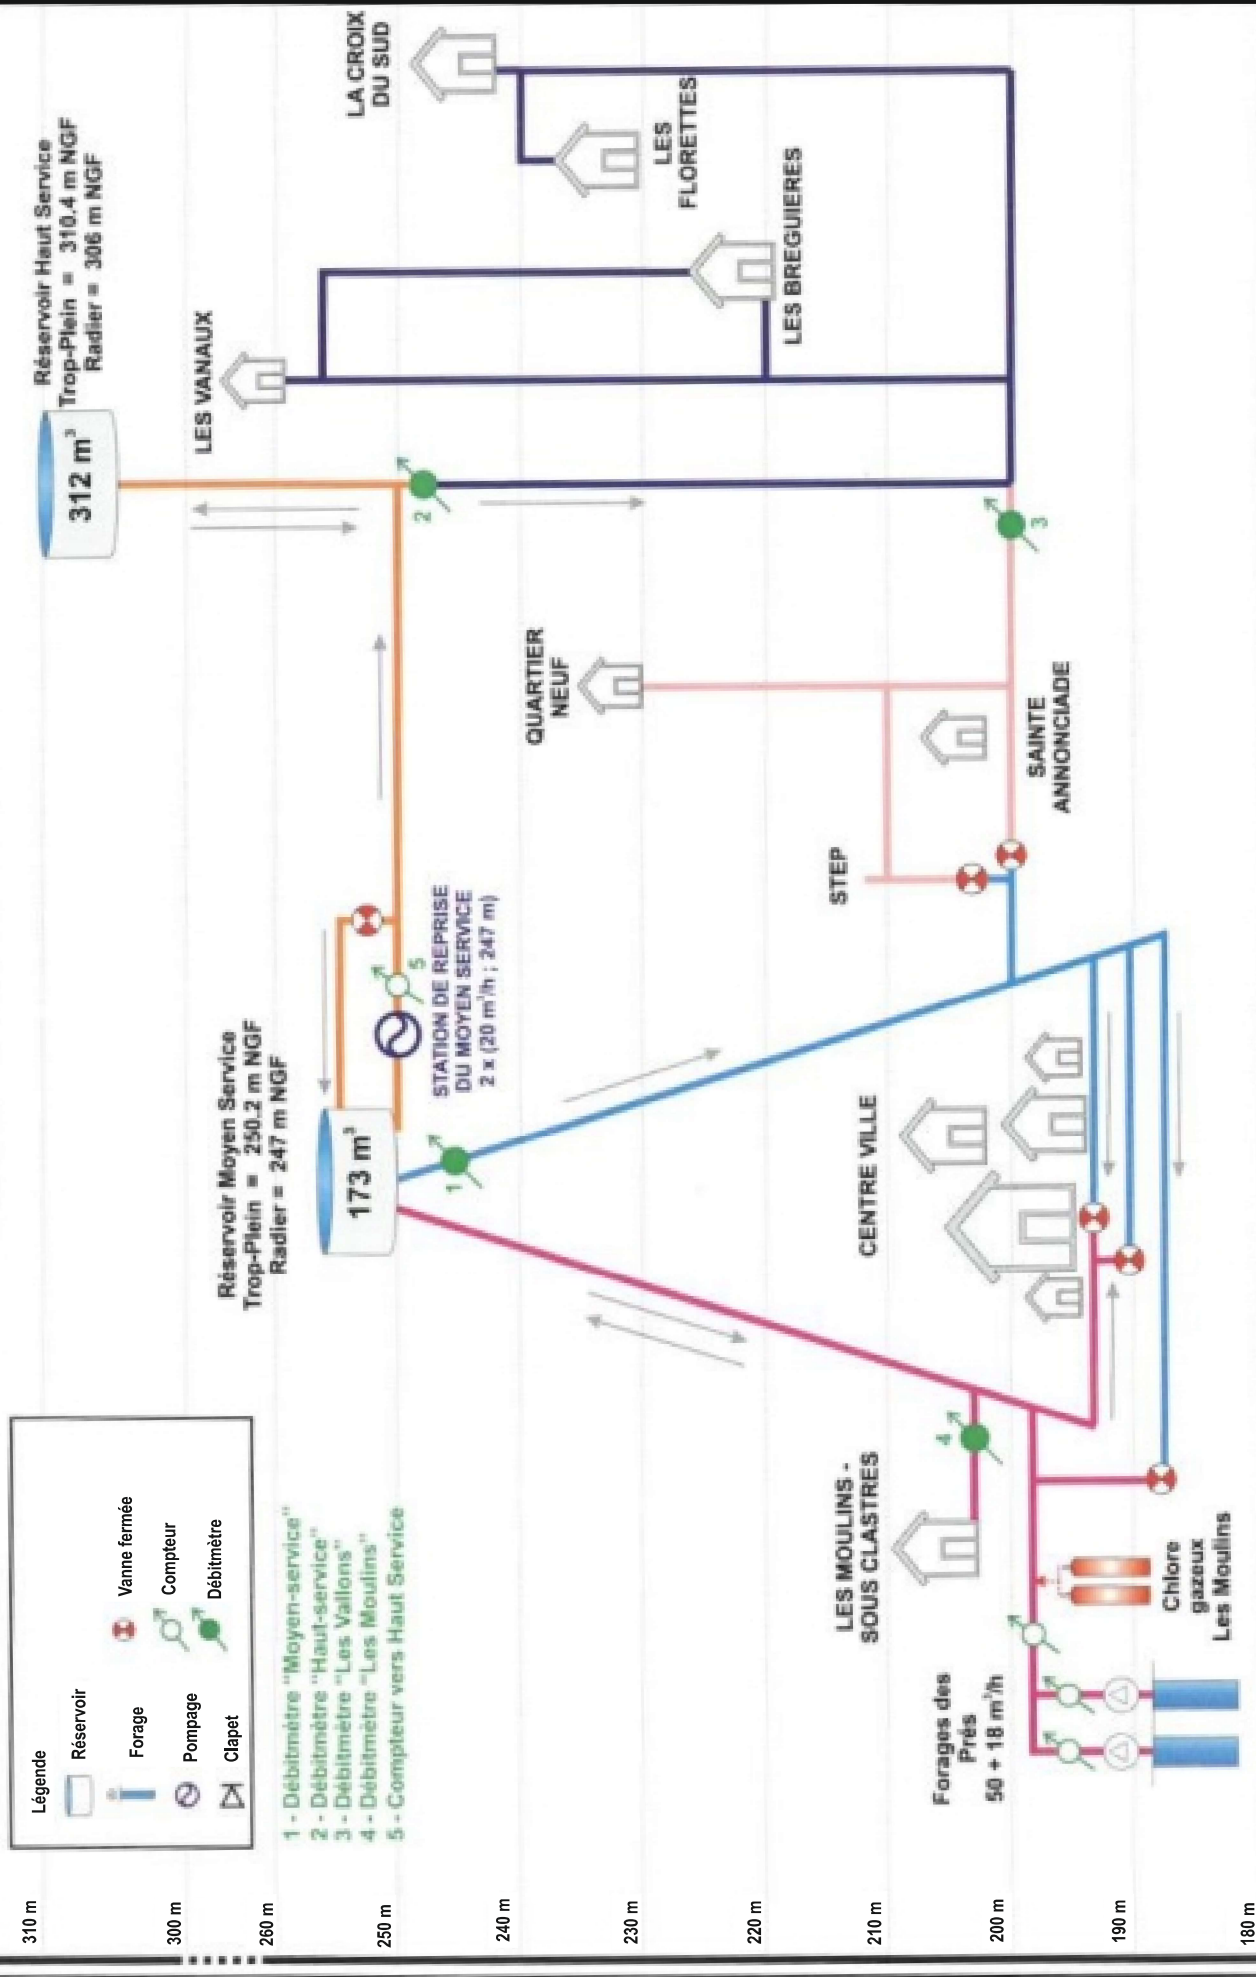 Légende
Réservoir
Forage
Pompage
Clapet
Vanne fermée
Compteur
Débitmètre
1 - Débitmètre "Moyen-service"
2 - Débitmètre "Haut-service"
3 - Débitmètre "Les Vallons"
4 - Débitmètre "Les Moulins"
5 - Compteur vers Haut Service
310 m
300 m
260 m
250 m
240 m
230 m
220 m
210 m
200 m
190 m
180 m
Réservoir Moyen Service
Trop-Plein = 250.2 m NGF
Radier = 247 m NGF
173 m³
Réservoir Haut Service
Trop-Plein = 310.4 m NGF
Radier = 306 m NGF
312 m³
STATION DE REPRISE
DU MOYEN SERVICE
2 x (20 m³/h ; 247 m)
1
2
3
4
5
LES VANAUX
LA CROIX
DU SUD
LES
FLORETTES
LES BREGUIERES
QUARTIER
NEUF
STEP
SAINTE
ANNONCIADE
CENTRE VILLE
LES MOULINS -
SOUS CLASTRES
Forages des
Prés
50 + 18 m³/h
Chlore
gazeux
Les Moulins